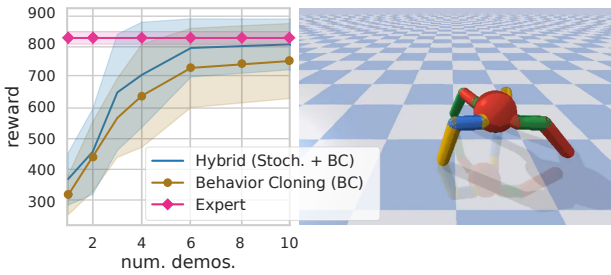 900
800
700
600
500
400
300
reward
Hybrid (Stoch. + BC)
Behavior Cloning (BC)
Expert
2
4
6
8
10
num. demos.